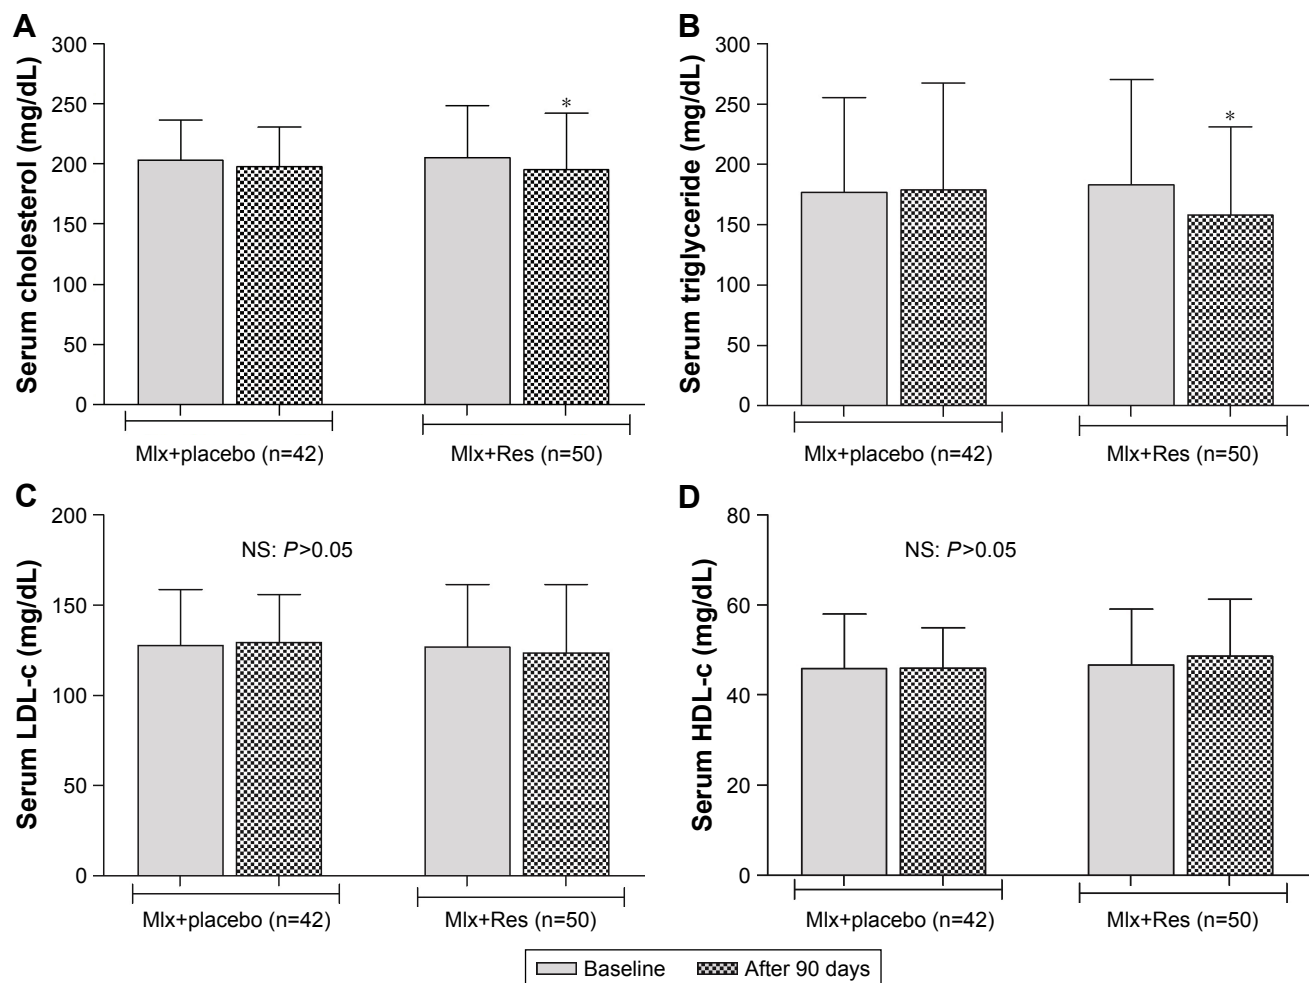 A
Serum cholesterol (mg/dL)
300
250
200
150
100
50
0
*
Mlx+placebo (n=42)
Mlx+Res (n=50)
B
Serum triglyceride (mg/dL)
300
250
200
150
100
50
0
*
Mlx+placebo (n=42)
Mlx+Res (n=50)
C
Serum LDL-c (mg/dL)
200
150
100
50
0
NS: P>0.05
Mlx+placebo (n=42)
Mlx+Res (n=50)
D
Serum HDL-c (mg/dL)
80
60
40
20
0
NS: P>0.05
Mlx+placebo (n=42)
Mlx+Res (n=50)
Baseline
After 90 days